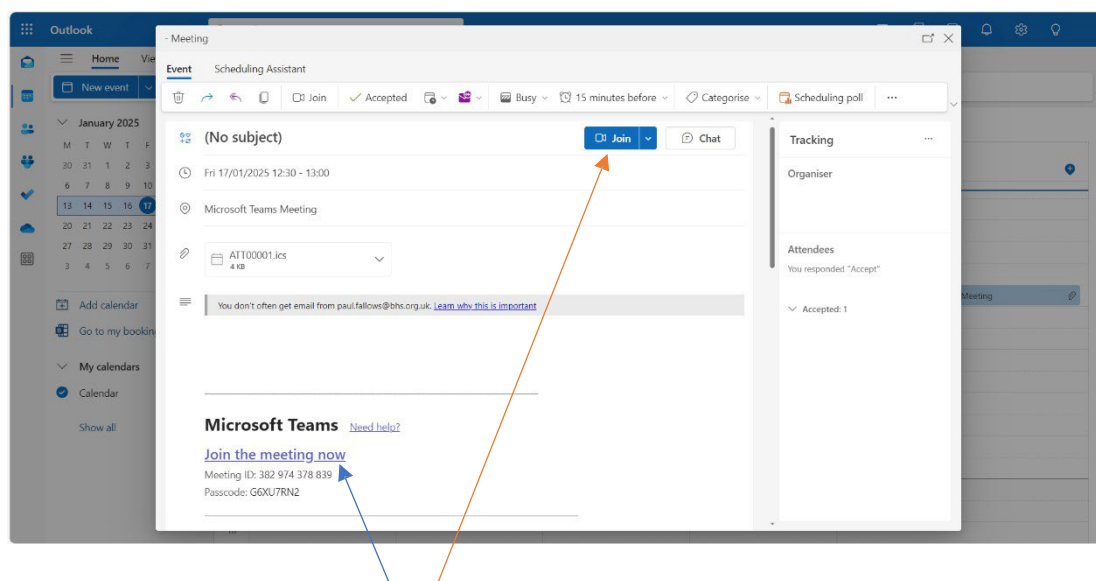 Outlook
- Meeting
Home
Vie
Event
Scheduling Assistant
New event
Join
Accepted
Busy
15 minutes before
Categorise
Scheduling poll
January 2025
M T W T F
30 31 1 2 3
6 7 8 9 10
13 14 15 16 17
20 21 22 23 24
27 28 29 30 31
3 4 5 6 7
Add calendar
Go to my bookin
My calendars
Calendar
Show all
(No subject)
Join
Chat
Fri 17/01/2025 12:30 - 13:00
Microsoft Teams Meeting
ATT00001.ics
4 KB
You don't often get email from paul.fallows@bhs.org.uk. Learn why this is important
Microsoft Teams Need help?
Join the meeting now
Meeting ID: 382 974 378 839
Passcode: G6XU7RN2
Tracking
Organiser
Attendees
You responded "Accept"
Accepted: 1
Meeting